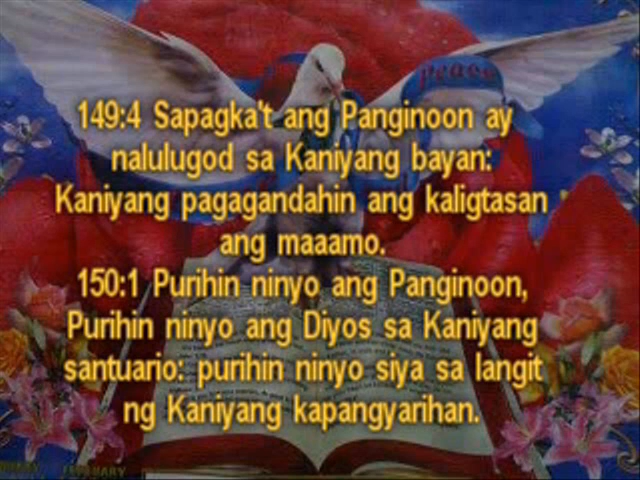 Peace
149:4 Sapagka't ang Panginoon ay
nalulugod sa Kaniyang bayan:
Kaniyang pagagandahin ang kaligtasan
ang maaamo.
150:1 Purihin ninyo ang Panginoon,
Purihin ninyo ang Diyos sa Kaniyang
santuario: purihin ninyo siya sa langit
ng Kaniyang kapangyarihan.
FEBRUARY